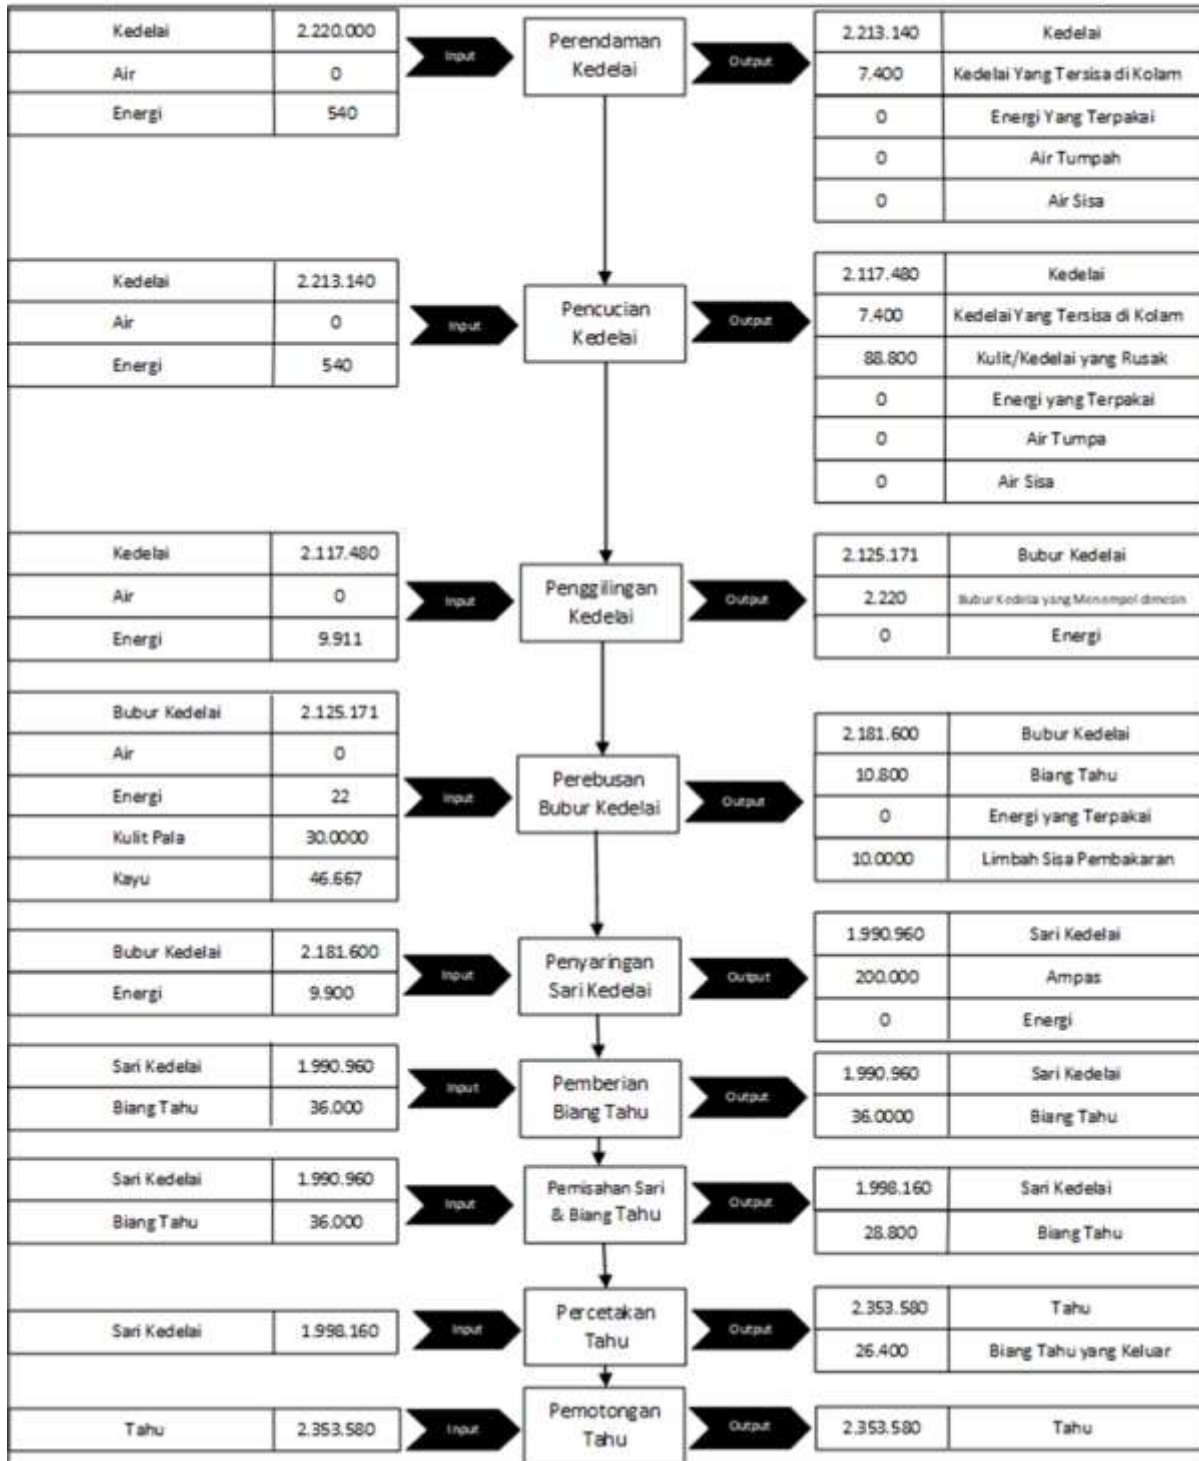 Kedelai 2.220.000
Air 0
Energi 540
Input
Perendaman
Kedelai
Output
2.213.140 Kedelai
7.400 Kedelai Yang Tersisa di Kolam
0 Energi Yang Terpakai
0 Air Tumpah
0 Air Sisa
Kedelai 2.213.140
Air 0
Energi 540
Input
Pencucian
Kedelai
Output
2.117.480 Kedelai
7.400 Kedelai Yang Tersisa di Kolam
88.800 Kulit/Kedelai yang Rusak
0 Energi yang Terpakai
0 Air Tumpa
0 Air Sisa
Kedelai 2.117.480
Air 0
Energi 9.911
Input
Penggilingan
Kedelai
Output
2.125.171 Bubur Kedelai
2.220 Bubur Kedela yang Menempel dimesin
0 Energi
Bubur Kedelai 2.125.171
Air 0
Energi 22
Kulit Pala 30.0000
Kayu 46.667
Input
Perebusan
Bubur Kedelai
Output
2.181.600 Bubur Kedelai
10.800 Biang Tahu
0 Energi yang Terpakai
10.0000 Limbah Sisa Pembakaran
Bubur Kedelai 2.181.600
Energi 9.900
Input
Penyaringan
Sari Kedelai
Output
1.990.960 Sari Kedelai
200.000 Ampas
0 Energi
Sari Kedelai 1.990.960
Biang Tahu 36.000
Input
Pemberian
Biang Tahu
Output
1.990.960 Sari Kedelai
36.0000 Biang Tahu
Sari Kedelai 1.990.960
Biang Tahu 36.000
Input
Pemisahan Sari
& Biang Tahu
Output
1.998.160 Sari Kedelai
28.800 Biang Tahu
Sari Kedelai 1.998.160
Input
Percetakan
Tahu
Output
2.353.580 Tahu
26.400 Biang Tahu yang Keluar
Tahu 2.353.580
Input
Pemotongan
Tahu
Output
2.353.580 Tahu